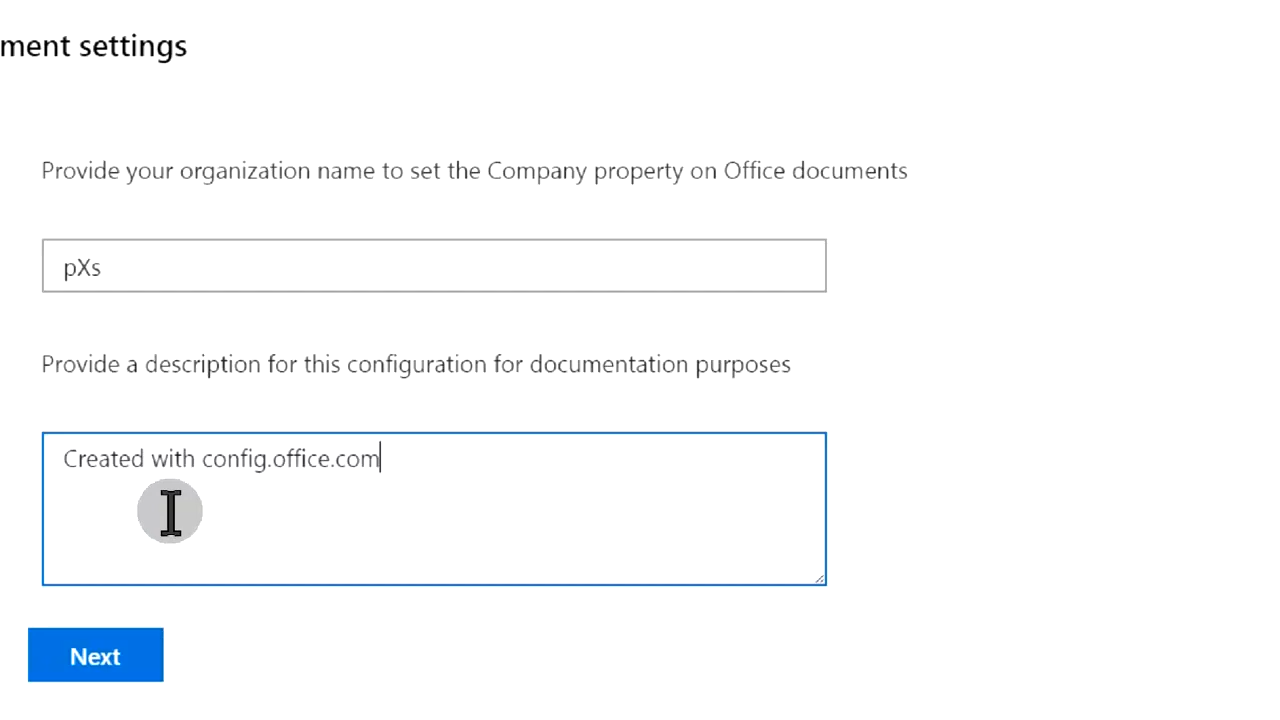 ment settings
Provide your organization name to set the Company property on Office documents
pXs
Provide a description for this configuration for documentation purposes
Created with config.office.com
Next